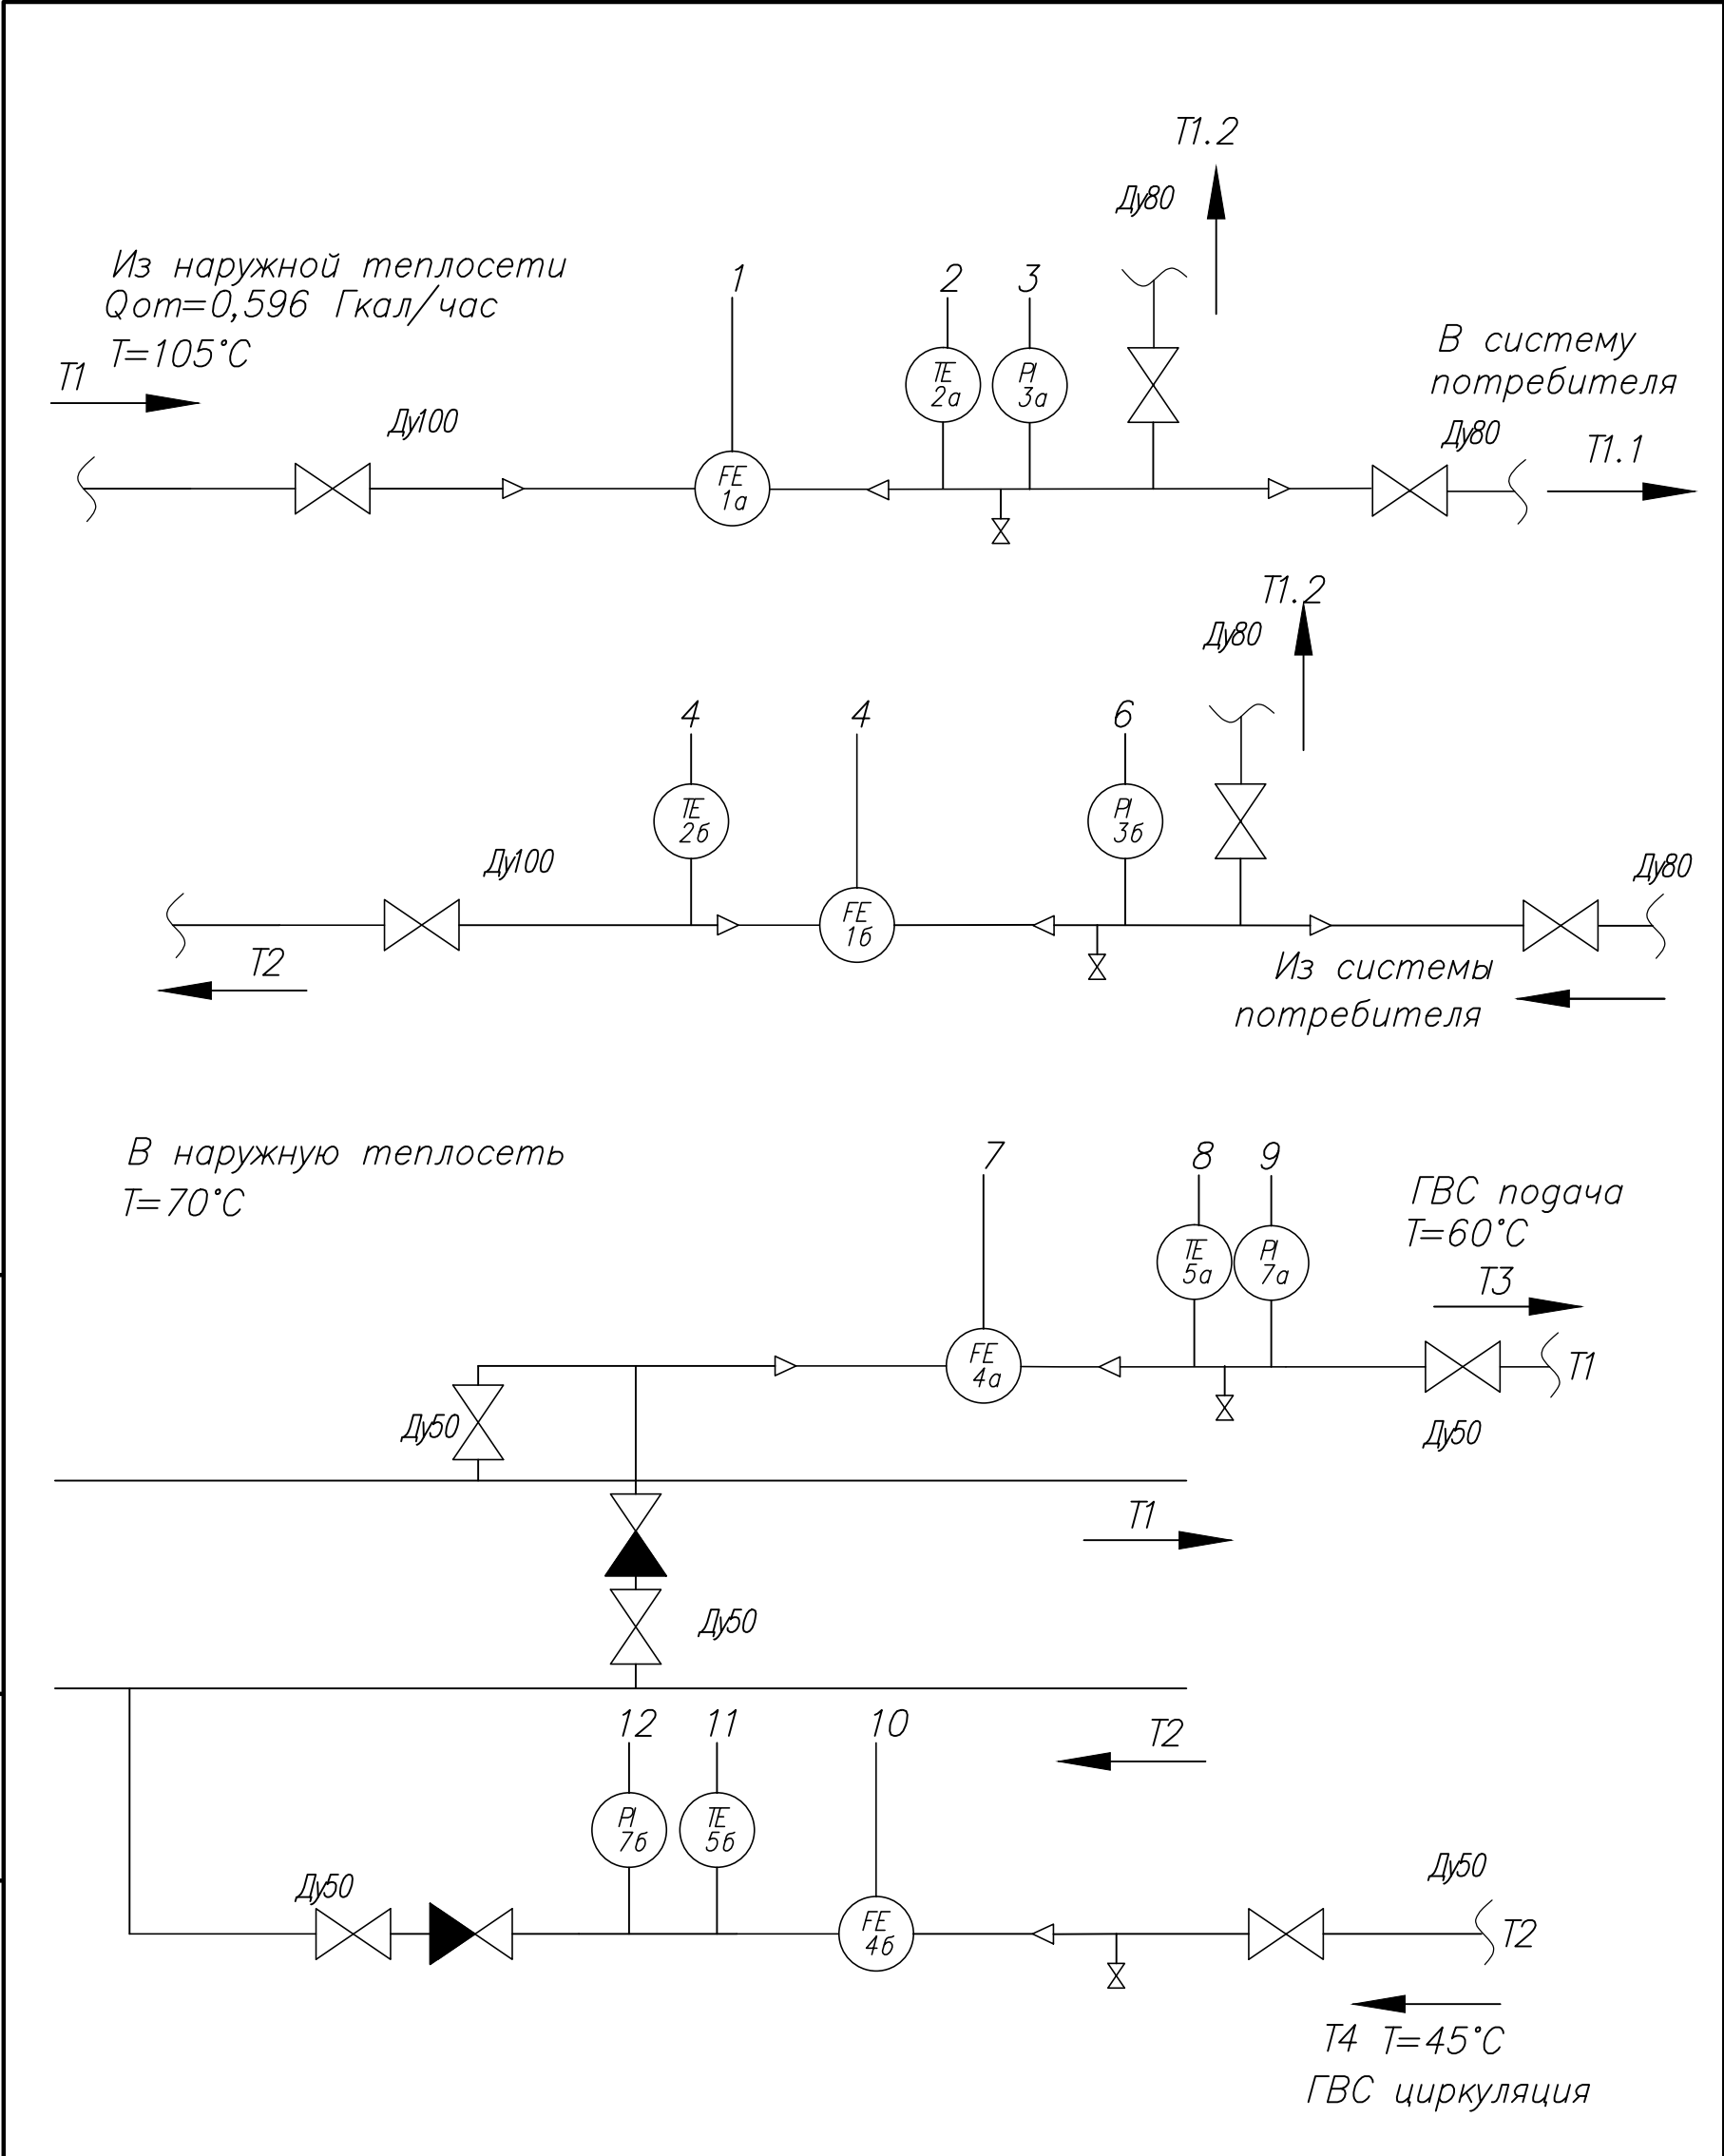 Т1.2
Ду80
Из наружной теплосети
Qот=0,596 Гкал/час
Т=105°С
Т1
Ду100
1
2
3
TE
2а
PI
3а
FE
1а
В систему
потребителя
Ду80
Т1.1
Т1.2
Ду80
4
4
6
TE
2б
PI
3б
Ду100
FE
1б
Ду80
Т2
Из системы
потребителя
В наружную теплосеть
Т=70°С
7
8
9
TE
5а
PI
7а
ГВС подача
Т=60°С
Т3
FE
4а
Т1
Ду50
Ду50
Т1
Ду50
12
11
10
Т2
PI
7б
TE
5б
Ду50
Ду50
FE
4б
Т2
Т4 Т=45°С
ГВС циркуляция